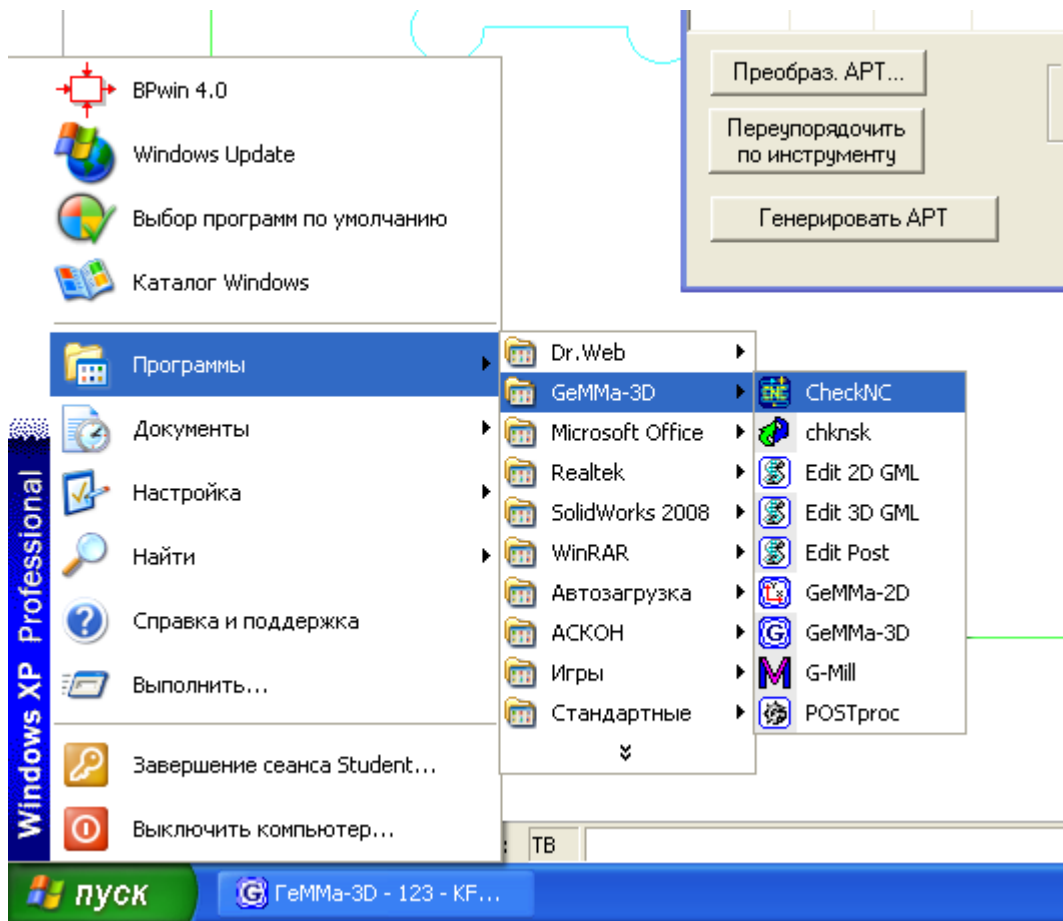 Преобраз. АРТ...
Переупорядочить
по инструменту
Генерировать АРТ
BPwin 4.0
Windows Update
Выбор программ по умолчанию
Каталог Windows
Программы
Документы
Настройка
Найти
Справка и поддержка
Выполнить...
Завершение сеанса Student...
Выключить компьютер...
Windows XP Professional
Dr.Web
GeMMa-3D
Microsoft Office
Realtek
SolidWorks 2008
WinRAR
Автозагрузка
АСКОН
Игры
Стандартные
CheckNC
chknsk
Edit 2D GML
Edit 3D GML
Edit Post
GeMMa-2D
GeMMa-3D
G-Mill
POSTproc
ТВ
пуск
ГеММа-3D - 123 - KF...